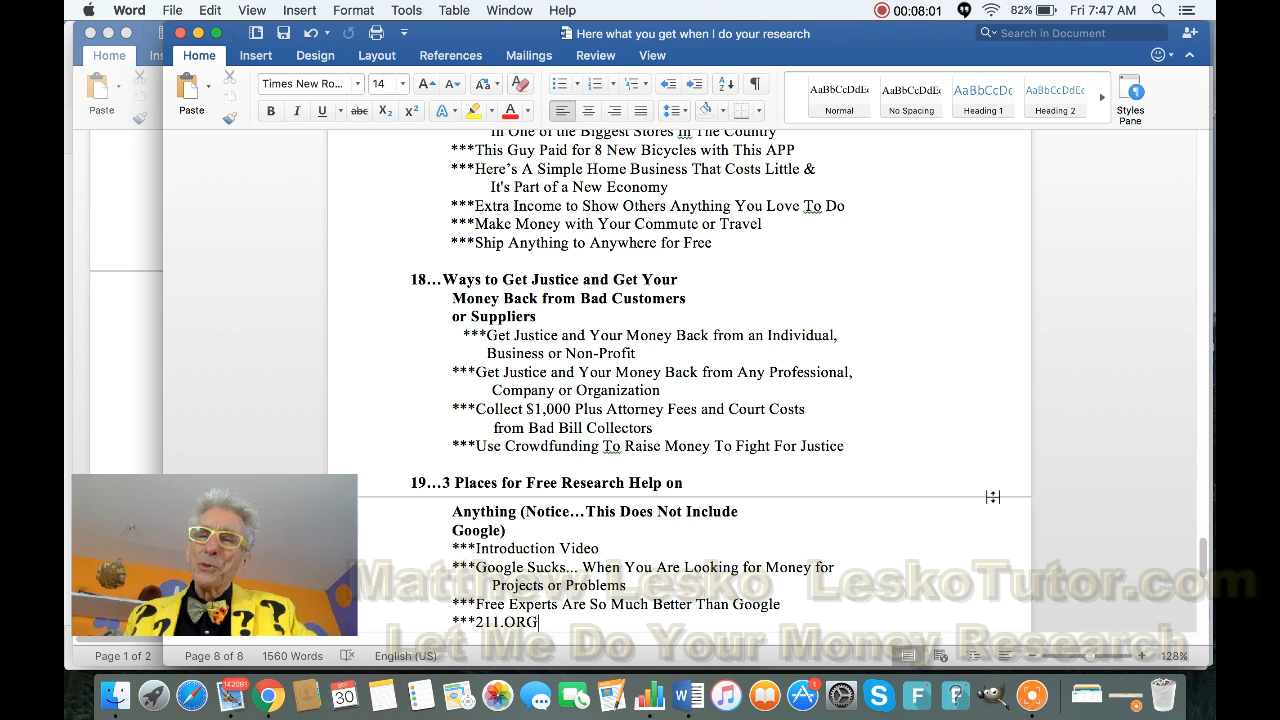 Word File Edit View Insert Format Tools Table Window Help 00:08:01 82% Fri 7:47 AM
Here what you get when I do your research Search in Document
Home Ins Home Insert Design Layout References Mailings Review View
Paste Paste Times New Ro... 14 Aa
B I U abc X2 X2 A A
AaBbCcDdEe AaBbCcDdEe AaBbCcDc AaBbCcDdEe
Normal No Spacing Heading 1 Heading 2 Styles Pane
In One of the Biggest Stores In The Country
***This Guy Paid for 8 New Bicycles with This APP
***Here's A Simple Home Business That Costs Little &
It's Part of a New Economy
***Extra Income to Show Others Anything You Love To Do
***Make Money with Your Commute or Travel
***Ship Anything to Anywhere for Free
18...Ways to Get Justice and Get Your
Money Back from Bad Customers
or Suppliers
***Get Justice and Your Money Back from an Individual,
Business or Non-Profit
***Get Justice and Your Money Back from Any Professional,
Company or Organization
***Collect $1,000 Plus Attorney Fees and Court Costs
from Bad Bill Collectors
***Use Crowdfunding To Raise Money To Fight For Justice
19...3 Places for Free Research Help on
Anything (Notice...This Does Not Include
Google)
***Introduction Video
***Google Sucks... When You Are Looking for Money for
Projects or Problems
***Free Experts Are So Much Better Than Google
***211.ORG
Matthew Lesko LeskoTutor.com
Let Me Do Your Money Research
Page 1 of 2 Page 8 of 8 1560 Words English (US) 128%